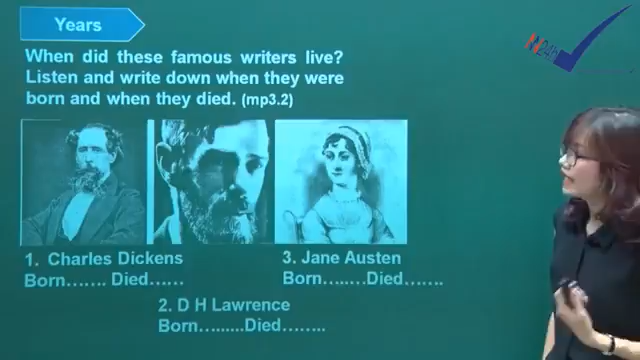 Years
When did these famous writers live?
Listen and write down when they were
born and when they died. (mp3.2)
1. Charles Dickens
Born....... Died......
3. Jane Austen
Born........Died.......
2. D H Lawrence
Born.........Died........